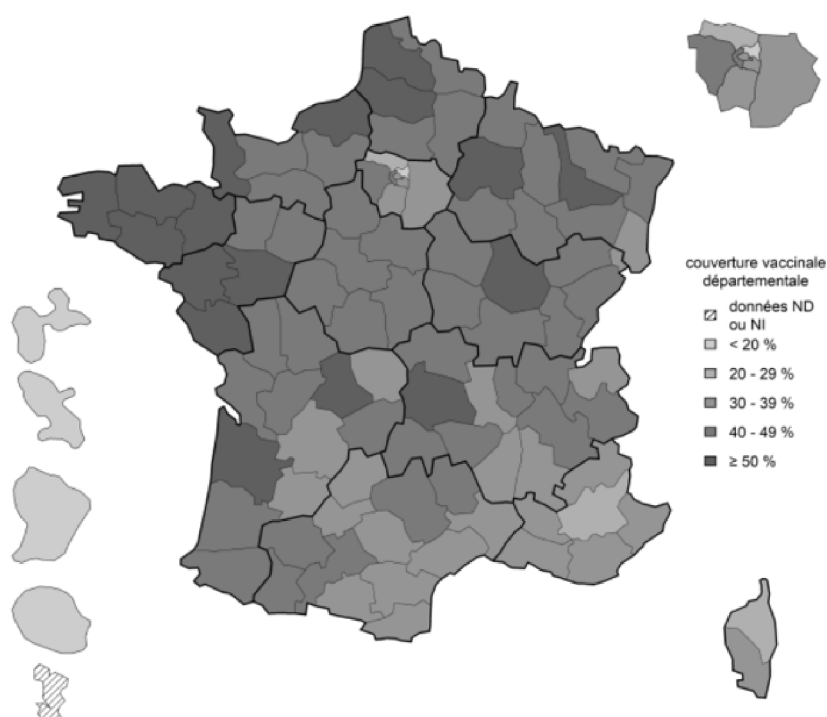 couverture vaccinale
départementale
données ND
ou NI
< 20 %
20 - 29 %
30 - 39 %
40 - 49 %
≥ 50 %